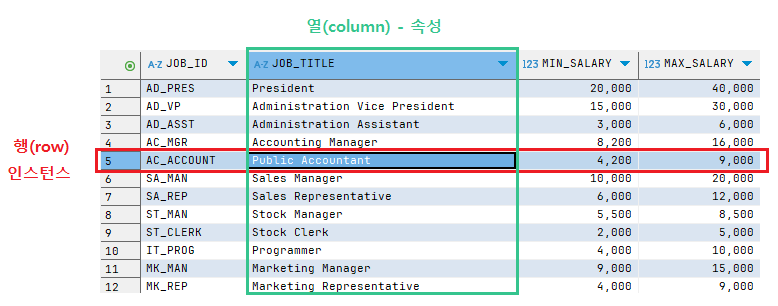 열(column) - 속성
A-Z JOB_ID A-Z JOB_TITLE 123 MIN_SALARY 123 MAX_SALARY
1 AD_PRES President 20,000 40,000
2 AD_VP Administration Vice President 15,000 30,000
3 AD_ASST Administration Assistant 3,000 6,000
4 AC_MGR Accounting Manager 8,200 16,000
행(row)
5 AC_ACCOUNT Public Accountant 4,200 9,000
인스턴스
6 SA_MAN Sales Manager 10,000 20,000
7 SA_REP Sales Representative 6,000 12,000
8 ST_MAN Stock Manager 5,500 8,500
9 ST_CLERK Stock Clerk 2,000 5,000
10 IT_PROG Programmer 4,000 10,000
11 MK_MAN Marketing Manager 9,000 15,000
12 MK_REP Marketing Representative 4,000 9,000